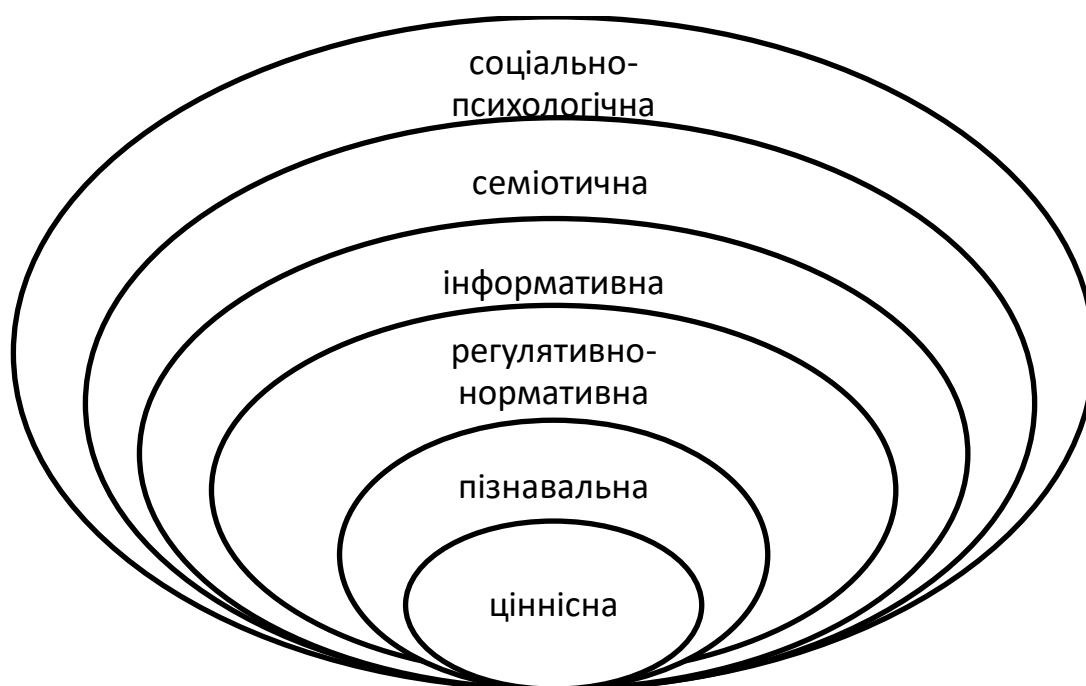 соціально-
психологічна
семіотична
інформативна
регулятивно-
нормативна
пізнавальна
ціннісна